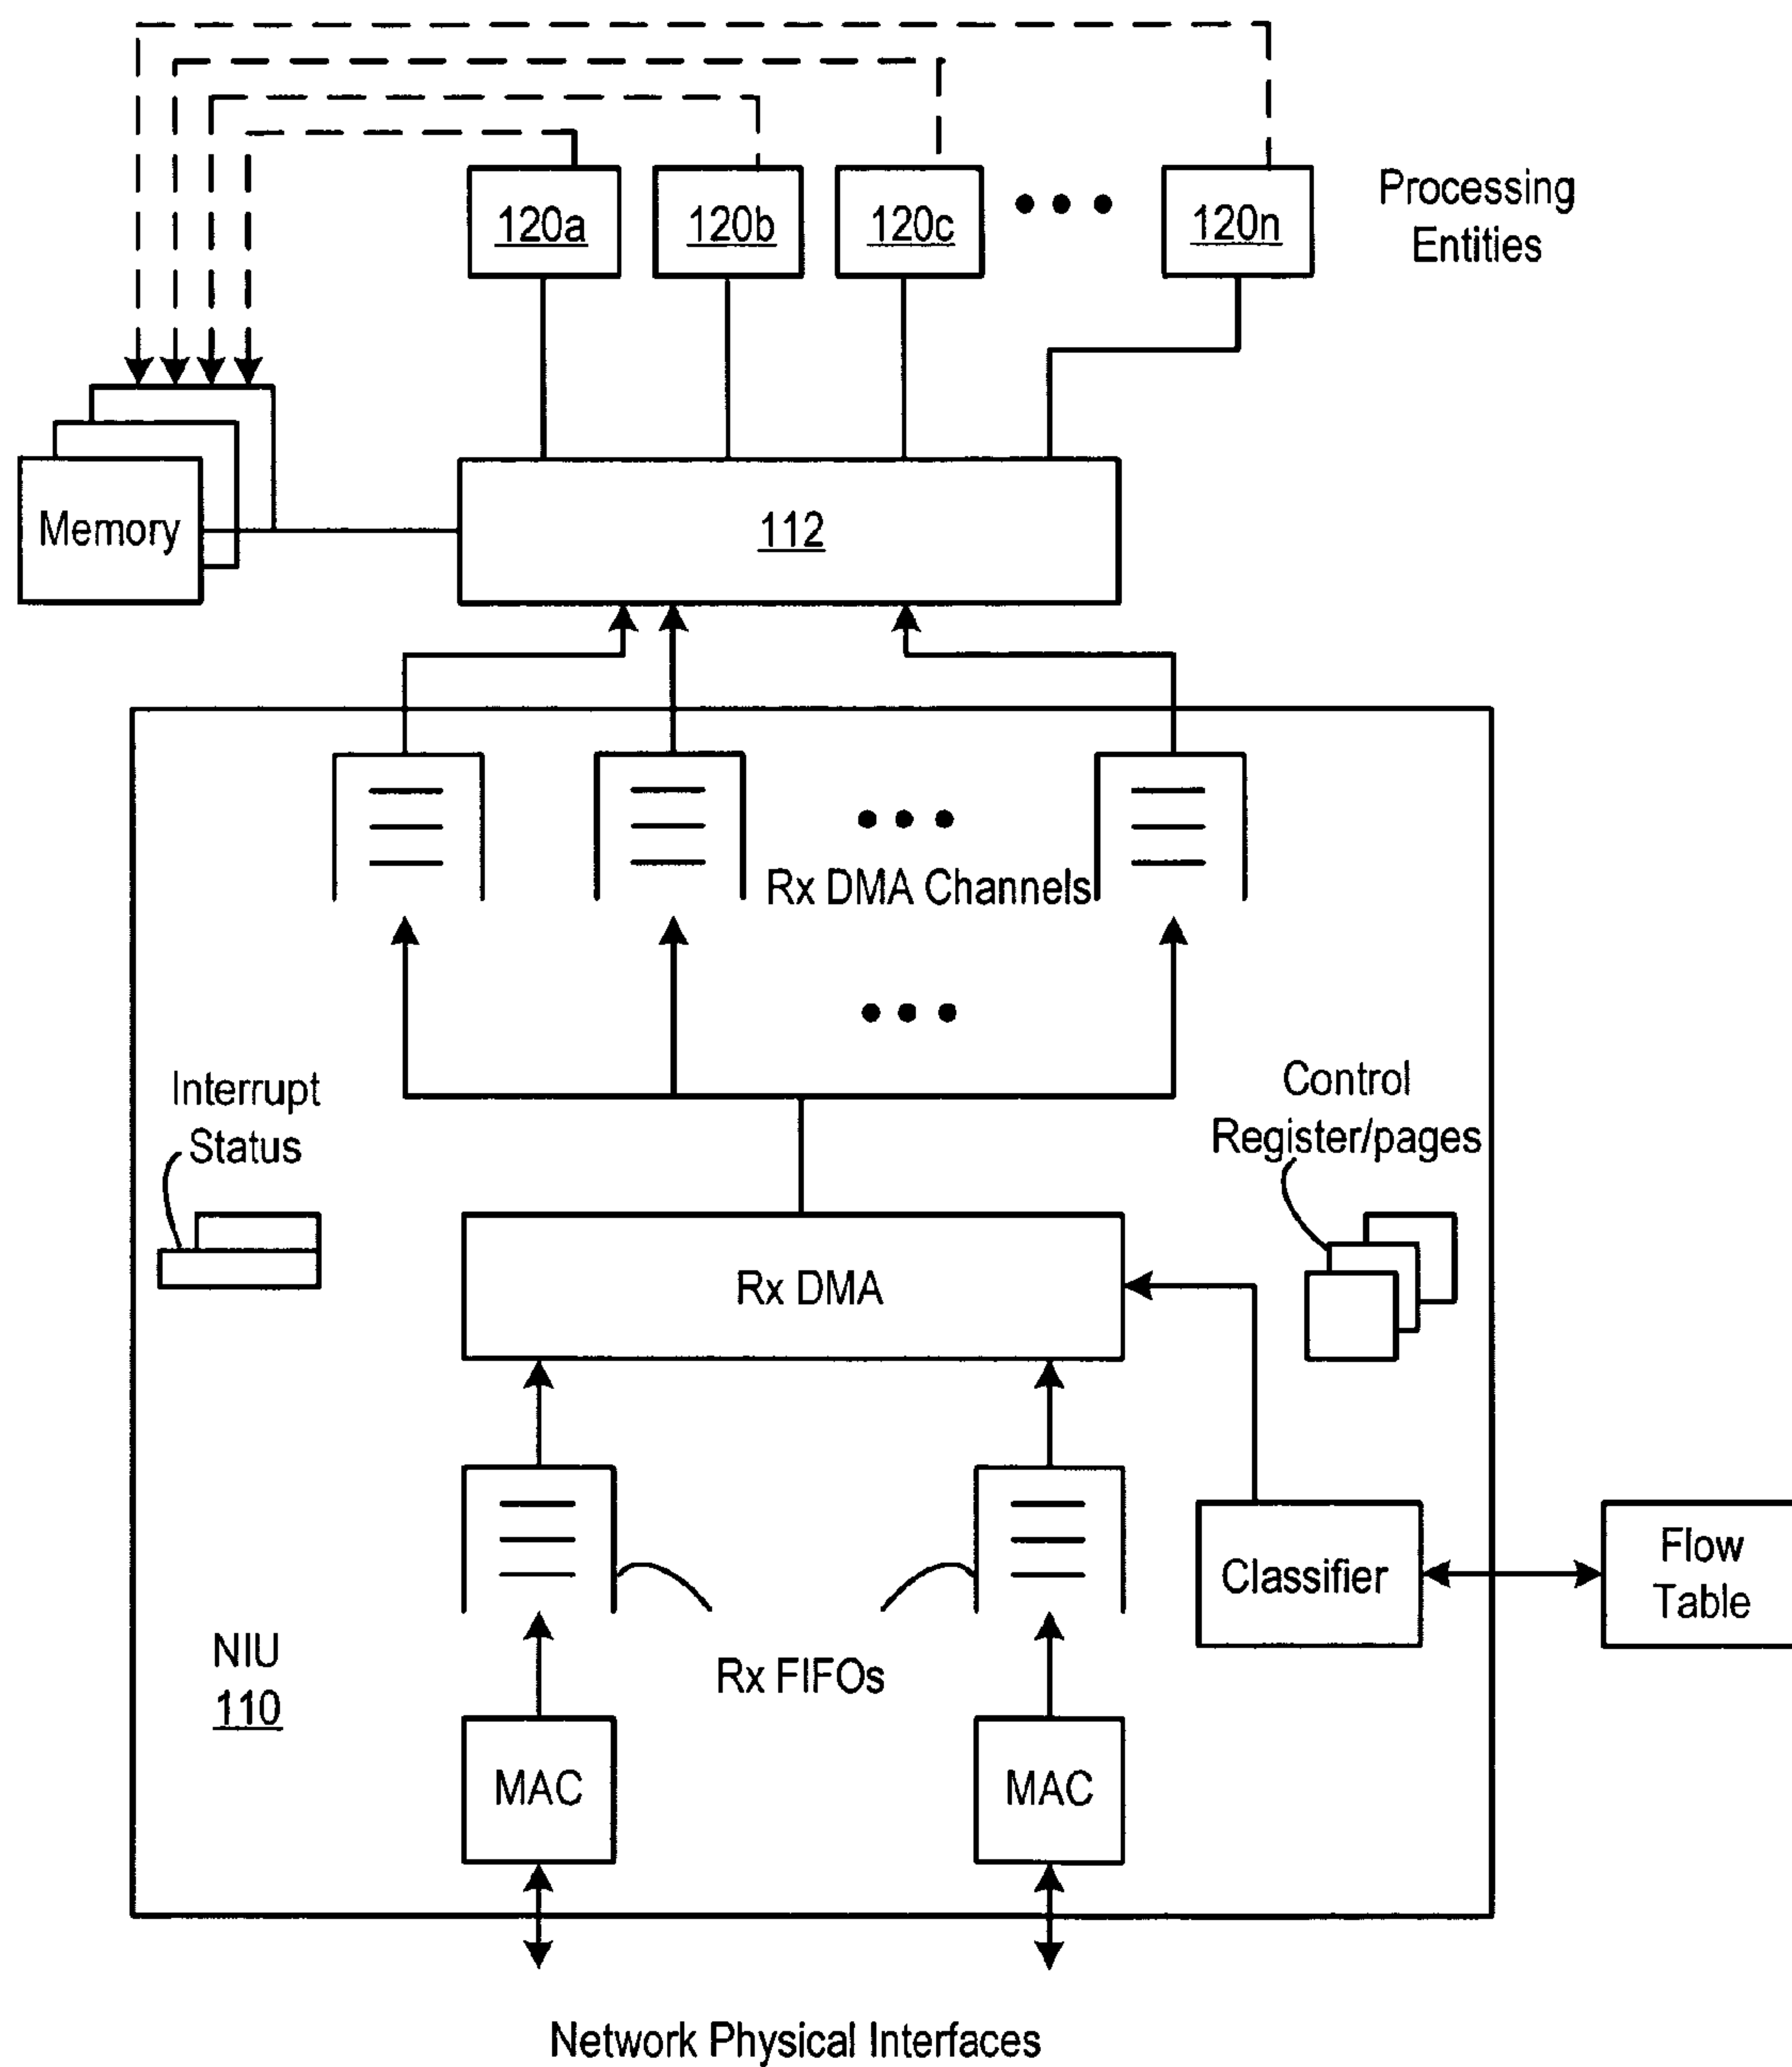 120a
120b
120c
120n
Processing
Entities
Memory
112
Rx DMA Channels
Interrupt
Status
Control
Register/pages
Rx DMA
Classifier
Flow
Table
NIU
110
Rx FIFOs
MAC
MAC
Network Physical Interfaces